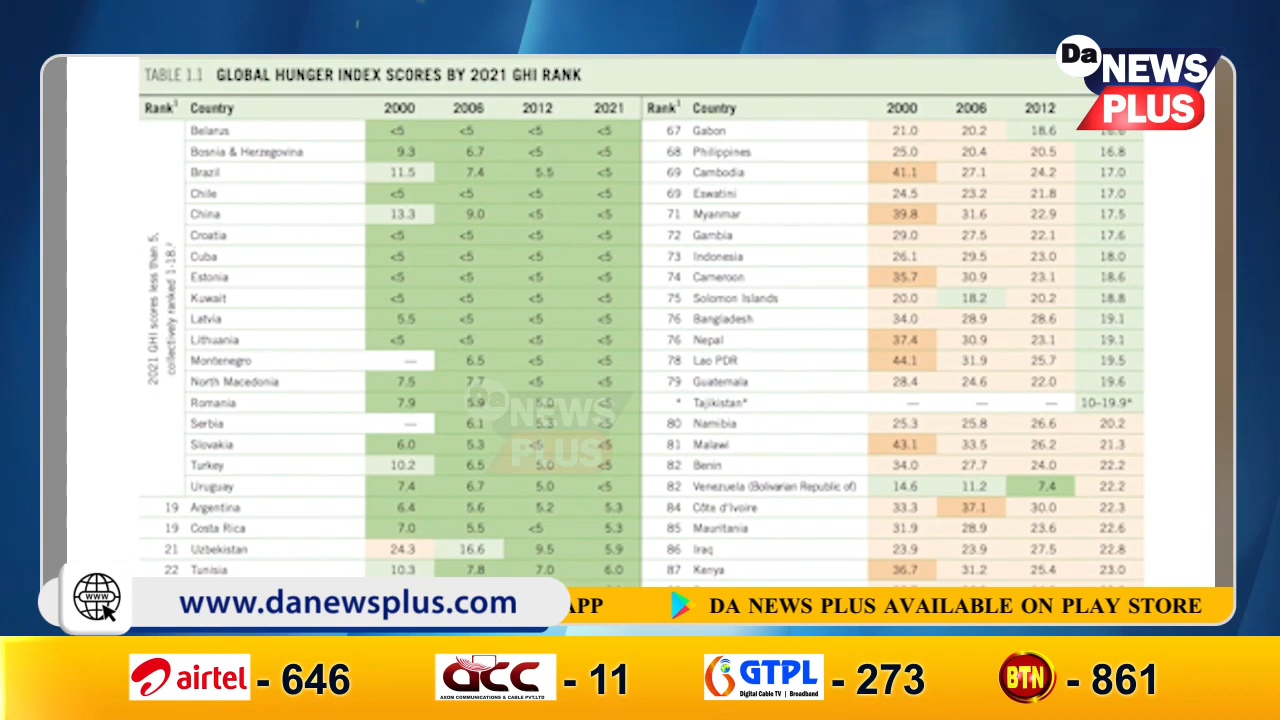 Da NEWS PLUS
TABLE 1.1 GLOBAL HUNGER INDEX SCORES BY 2021 GHI RANK
Rank¹ Country 2000 2006 2012 2021
2021 GHI scores less than 5, collectively ranked 1-18.²
Belarus <5 <5 <5 <5
Bosnia & Herzegovina 9.3 6.7 <5 <5
Brazil 11.5 7.4 5.5 <5
Chile <5 <5 <5 <5
China 13.3 9.0 <5 <5
Croatia <5 <5 <5 <5
Cuba <5 <5 <5 <5
Estonia <5 <5 <5 <5
Kuwait <5 <5 <5 <5
Latvia 5.5 <5 <5 <5
Lithuania <5 <5 <5 <5
Montenegro — 6.5 <5 <5
North Macedonia 7.5 7.7 <5 <5
Romania 7.9 5.9 5.0 <5
Serbia — 6.1 5.3 <5
Slovakia 6.0 5.3 <5 <5
Turkey 10.2 6.5 5.0 <5
Uruguay 7.4 6.7 5.0 <5
19 Argentina 6.4 5.6 5.2 5.3
19 Costa Rica 7.0 5.5 <5 5.3
21 Uzbekistan 24.3 16.6 9.5 5.9
22 Tunisia 10.3 7.8 7.0 6.0
Rank¹ Country 2000 2006 2012
67 Gabon 21.0 20.2 18.6
68 Philippines 25.0 20.4 20.5 16.8
69 Cambodia 41.1 27.1 24.2 17.0
69 Eswatini 24.5 23.2 21.8 17.0
71 Myanmar 39.8 31.6 22.9 17.5
72 Gambia 29.0 27.5 22.1 17.6
73 Indonesia 26.1 29.5 23.0 18.0
74 Cameroon 35.7 30.9 23.1 18.6
75 Solomon Islands 20.0 18.2 20.2 18.8
76 Bangladesh 34.0 28.9 28.6 19.1
76 Nepal 37.4 30.9 23.1 19.1
78 Lao PDR 44.1 31.9 25.7 19.5
79 Guatemala 28.4 24.6 22.0 19.6
* Tajikistan* — — — 10–19.9*
80 Namibia 25.3 25.8 26.6 20.2
81 Malawi 43.1 33.5 26.2 21.3
82 Benin 34.0 27.7 24.0 22.2
82 Venezuela (Bolivarian Republic of) 14.6 11.2 7.4 22.2
84 Côte d'Ivoire 33.3 37.1 30.0 22.3
85 Mauritania 31.9 28.9 23.6 22.6
86 Iraq 23.9 23.9 27.5 22.8
87 Kenya 36.7 31.2 25.4 23.0
Da NEWS PLUS
WWW
www.danewsplus.com
APP
DA NEWS PLUS AVAILABLE ON PLAY STORE
airtel - 646
ACC - 11
AXON COMMUNICATIONS & CABLE PVT.LTD
GTPL - 273
Digital Cable TV | Broadband
BTN - 861